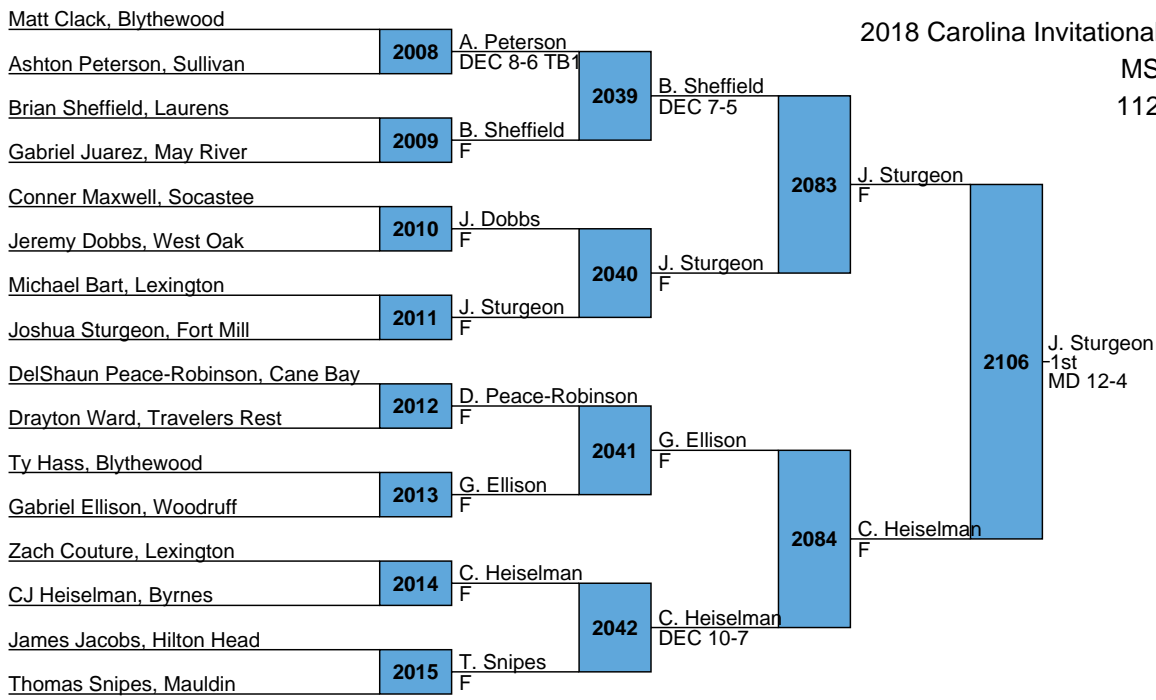 Matt Clack, Blythewood
Ashton Peterson, Sullivan
Brian Sheffield, Laurens
Gabriel Juarez, May River
Conner Maxwell, Socastee
Jeremy Dobbs, West Oak
Michael Bart, Lexington
Joshua Sturgeon, Fort Mill
DelShaun Peace-Robinson, Cane Bay
Drayton Ward, Travelers Rest
Ty Hass, Blythewood
Gabriel Ellison, Woodruff
Zach Couture, Lexington
CJ Heiselman, Byrnes
James Jacobs, Hilton Head
Thomas Snipes, Mauldin
2008
2009
2010
2011
2012
2013
2014
2015
A. Peterson
DEC 8-6 TB1
B. Sheffield
F
J. Dobbs
F
J. Sturgeon
F
D. Peace-Robinson
F
G. Ellison
F
C. Heiselman
F
T. Snipes
F
2039
2040
2041
2042
B. Sheffield
DEC 7-5
J. Sturgeon
F
G. Ellison
F
C. Heiselman
DEC 10-7
2083
2084
J. Sturgeon
F
C. Heiselman
F
2106
J. Sturgeon
1st
MD 12-4
2018 Carolina Invitational
MS
112